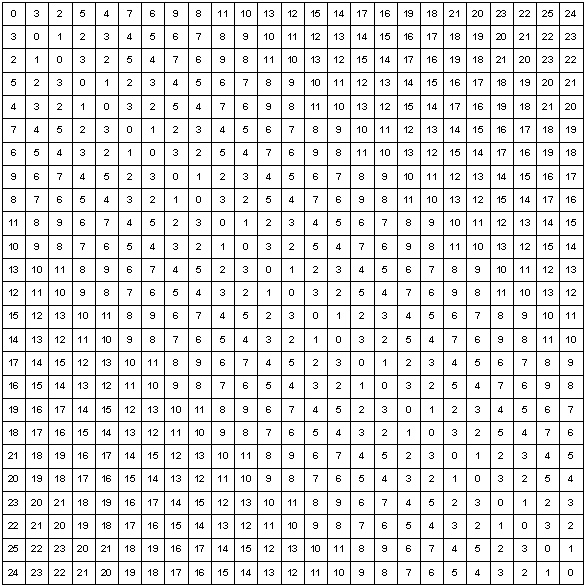 0 3 2 5 4 7 6 9 8 11 10 13 12 15 14 17 16 19 18 21 20 23 22 25 24
3 0 1 2 3 4 5 6 7 8 9 10 11 12 13 14 15 16 17 18 19 20 21 22 23
2 1 0 3 2 5 4 7 6 9 8 11 10 13 12 15 14 17 16 19 18 21 20 23 22
5 2 3 0 1 2 3 4 5 6 7 8 9 10 11 12 13 14 15 16 17 18 19 20 21
4 3 2 1 0 3 2 5 4 7 6 9 8 11 10 13 12 15 14 17 16 19 18 21 20
7 4 5 2 3 0 1 2 3 4 5 6 7 8 9 10 11 12 13 14 15 16 17 18 19
6 5 4 3 2 1 0 3 2 5 4 7 6 9 8 11 10 13 12 15 14 17 16 19 18
9 6 7 4 5 2 3 0 1 2 3 4 5 6 7 8 9 10 11 12 13 14 15 16 17
8 7 6 5 4 3 2 1 0 3 2 5 4 7 6 9 8 11 10 13 12 15 14 17 16
11 8 9 6 7 4 5 2 3 0 1 2 3 4 5 6 7 8 9 10 11 12 13 14 15
10 9 8 7 6 5 4 3 2 1 0 3 2 5 4 7 6 9 8 11 10 13 12 15 14
13 10 11 8 9 6 7 4 5 2 3 0 1 2 3 4 5 6 7 8 9 10 11 12 13
12 11 10 9 8 7 6 5 4 3 2 1 0 3 2 5 4 7 6 9 8 11 10 13 12
15 12 13 10 11 8 9 6 7 4 5 2 3 0 1 2 3 4 5 6 7 8 9 10 11
14 13 12 11 10 9 8 7 6 5 4 3 2 1 0 3 2 5 4 7 6 9 8 11 10
17 14 15 12 13 10 11 8 9 6 7 4 5 2 3 0 1 2 3 4 5 6 7 8 9
16 15 14 13 12 11 10 9 8 7 6 5 4 3 2 1 0 3 2 5 4 7 6 9 8
19 16 17 14 15 12 13 10 11 8 9 6 7 4 5 2 3 0 1 2 3 4 5 6 7
18 17 16 15 14 13 12 11 10 9 8 7 6 5 4 3 2 1 0 3 2 5 4 7 6
21 18 19 16 17 14 15 12 13 10 11 8 9 6 7 4 5 2 3 0 1 2 3 4 5
20 19 18 17 16 15 14 13 12 11 10 9 8 7 6 5 4 3 2 1 0 3 2 5 4
23 20 21 18 19 16 17 14 15 12 13 10 11 8 9 6 7 4 5 2 3 0 1 2 3
22 21 20 19 18 17 16 15 14 13 12 11 10 9 8 7 6 5 4 3 2 1 0 3 2
25 22 23 20 21 18 19 16 17 14 15 12 13 10 11 8 9 6 7 4 5 2 3 0 1
24 23 22 21 20 19 18 17 16 15 14 13 12 11 10 9 8 7 6 5 4 3 2 1 0